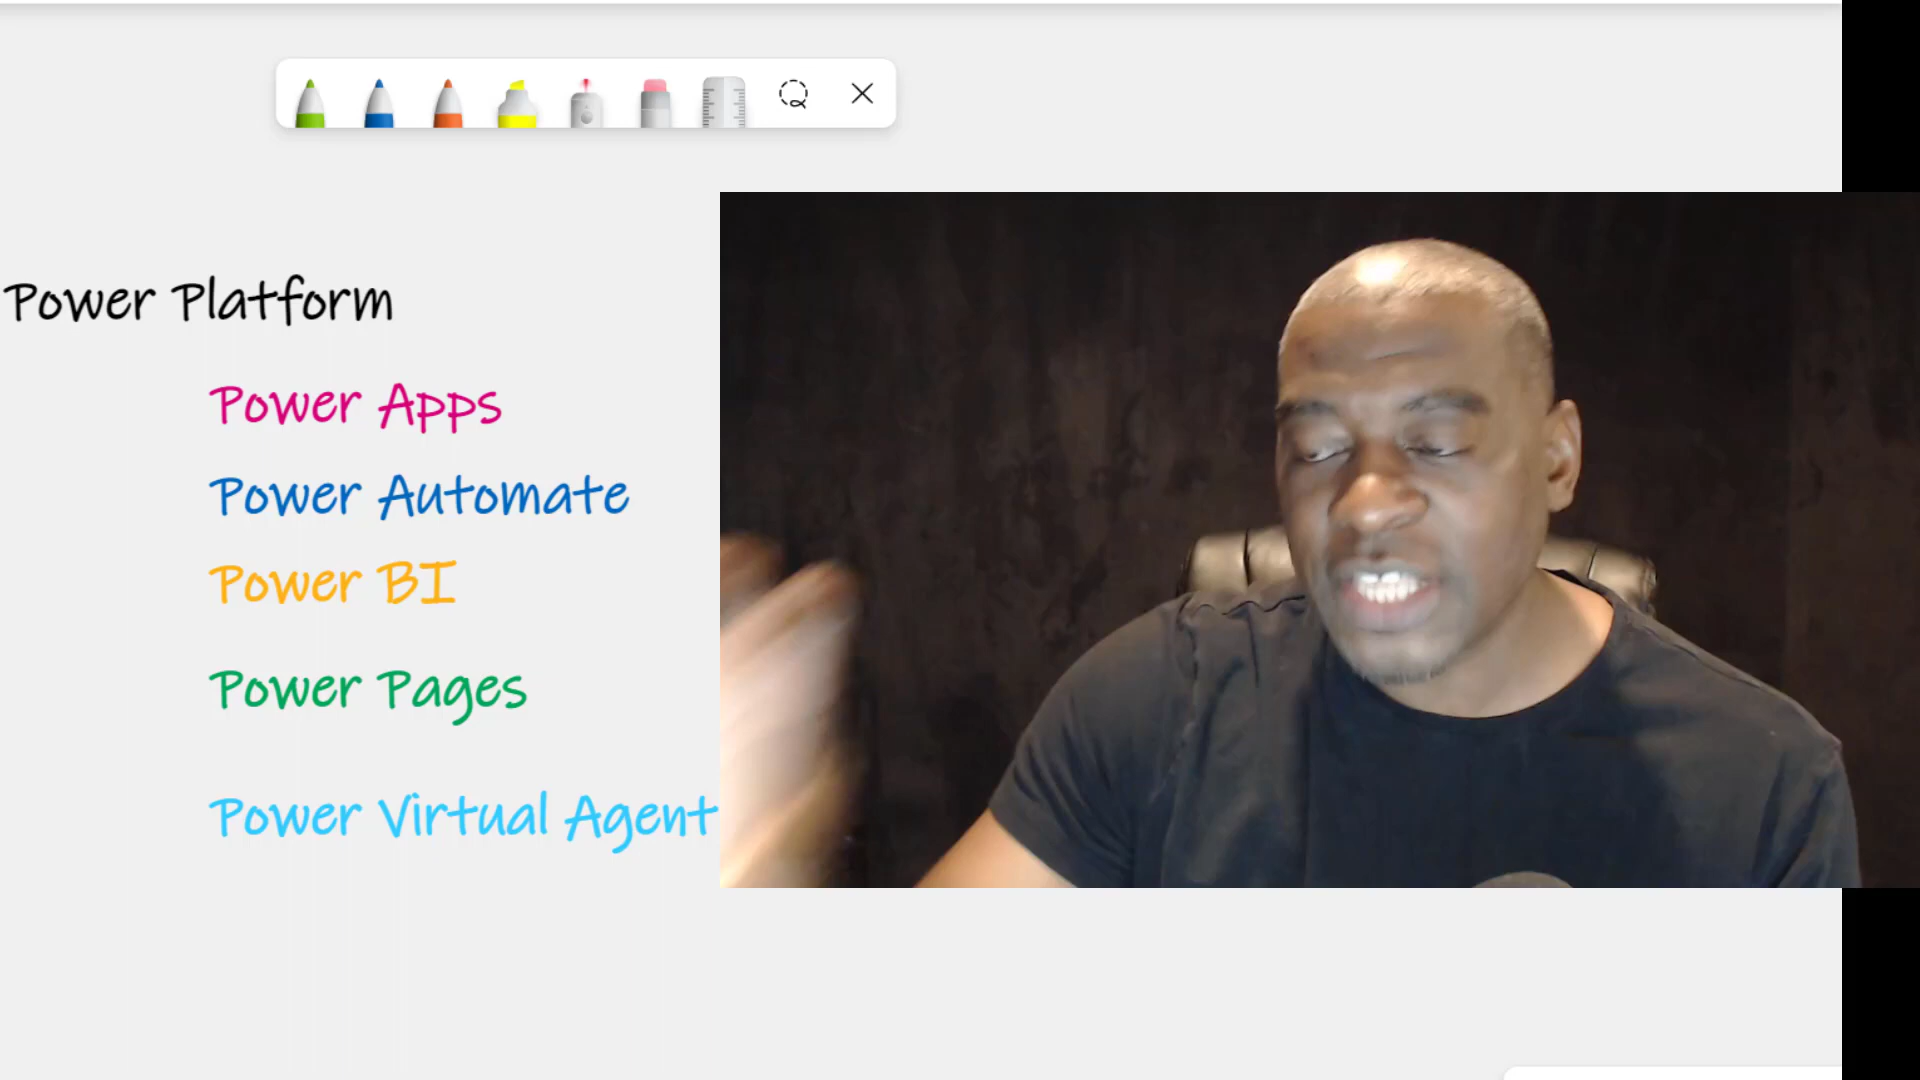 Power Platform
Power Apps
Power Automate
Power BI
Power Pages
Power Virtual Agent